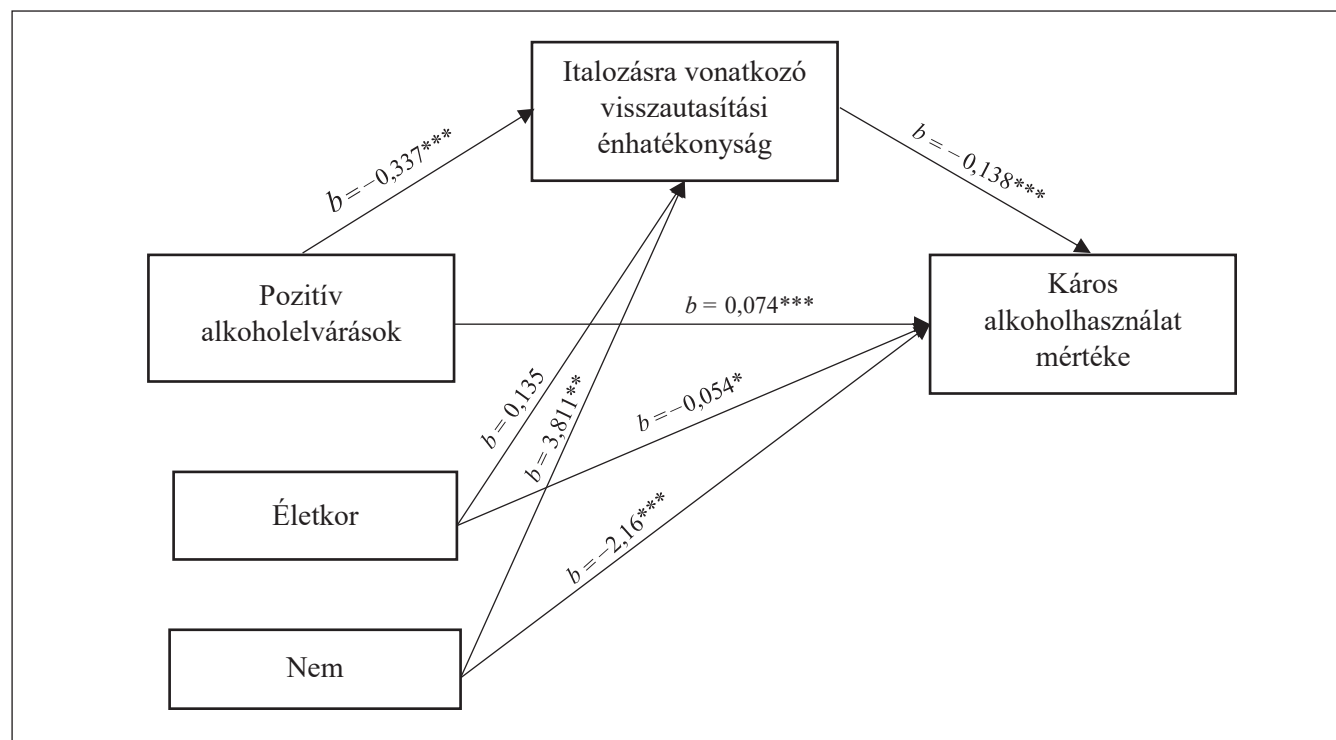 Italozásra vonatkozó
visszautasítási
énhatékonyság
b = −0,337***
b = −0,138***
Pozitív
alkoholelvárások
b = 0,074***
Káros
alkoholhasználat
mértéke
b = 0,135
b = 3,811**
b = −0,054*
Életkor
b = −2,16***
Nem